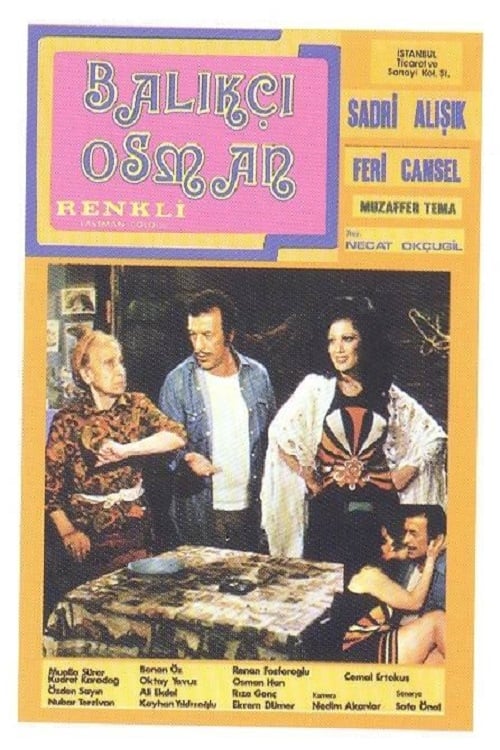 BALIKÇI
OSMAN
RENKLİ
İSTANBUL
Ticaret ve
Sanayi Kol. Şt.
SADRİ ALIŞIK
FERİ CANSEL
MUZAFFER TEMA
NECAT OKÇUGİL
Mualla Sürer
Kudret Karadağ
Özden Sayın
Nubar Terziyan
Benan Öz
Oktay Yavuz
Ali Ekdal
Kayhan Yıldızoğlu
Renan Fosforoğlu
Osman Han
Rıza Genç
Ekrem Dümer
Cemal Ertokus
Kamera
Nedim Akanlar
Senaryo
Safa Önal